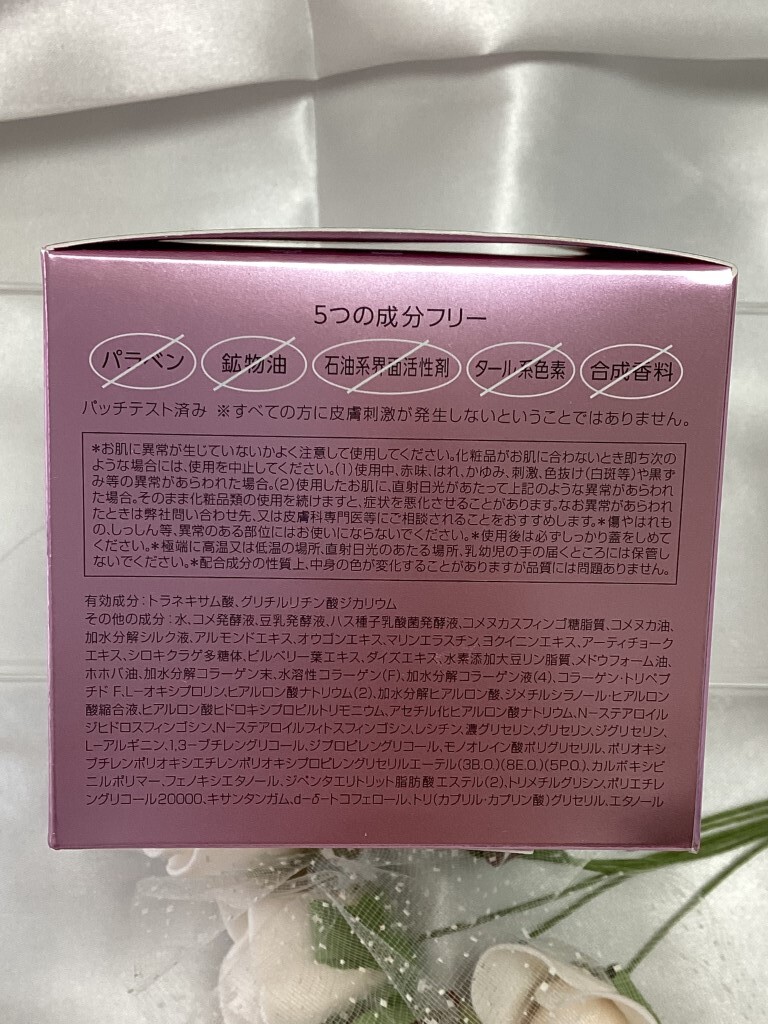 5つの成分フリー
パラベン 鉱物油 石油系界面活性剤 タール系色素 合成香料
パッチテスト済み ※すべての方に皮膚刺激が発生しないということではありません。
＊お肌に異常が生じていないかよく注意して使用してください。化粧品がお肌に合わないとき即ち次の
ような場合には、使用を中止してください。(1)使用中、赤味、はれ、かゆみ、刺激、色抜け(白斑等)や黒ず
み等の異常があらわれた場合。(2)使用したお肌に、直射日光があたって上記のような異常があらわれ
た場合。そのまま化粧品類の使用を続けますと、症状を悪化させることがあります。なお異常があらわれ
たときは弊社問い合わせ先、又は皮膚科専門医等にご相談されることをおすすめします。＊傷やはれも
の、しっしん等、異常のある部位にはお使いにならないでください。＊使用後は必ずしっかり蓋をしめて
ください。＊極端に高温又は低温の場所、直射日光のあたる場所、乳幼児の手の届くところには保管し
ないでください。＊配合成分の性質上、中身の色が変化することがありますが品質には問題ありません。
有効成分：トラネキサム酸、グリチルリチン酸ジカリウム
その他の成分：水、コメ発酵液、豆乳発酵液、ハス種子乳酸菌発酵液、コメヌカスフィンゴ糖脂質、コメヌカ油、
加水分解シルク液、アルモンドエキス、オウゴンエキス、マリンエラスチン、ヨクイニンエキス、アーティチョーク
エキス、シロキクラゲ多糖体、ビルベリー葉エキス、ダイズエキス、水素添加大豆リン脂質、メドウフォーム油、
ホホバ油、加水分解コラーゲン末、水溶性コラーゲン(F)、加水分解コラーゲン液(4)、コラーゲン・トリペプ
チド F、L-オキシプロリン、ヒアルロン酸ナトリウム(2)、加水分解ヒアルロン酸、ジメチルシラノール・ヒアルロン
酸縮合液、ヒアルロン酸ヒドロキシプロピルトリモニウム、アセチル化ヒアルロン酸ナトリウム、N-ステアロイル
ジヒドロスフィンゴシン、N-ステアロイルフィトスフィンゴシン、レシチン、濃グリセリン、グリセリン、ジグリセリン、
L-アルギニン、1,3-ブチレングリコール、ジプロピレングリコール、モノオレイン酸ポリグリセリル、ポリオキシ
ブチレンポリオキシエチレンポリオキシプロピレングリセリルエーテル(3B.O.)(8E.O.)(5P.O.)、カルボキシビ
ニルポリマー、フェノキシエタノール、ジペンタエリトリット脂肪酸エステル(2)、トリメチルグリシン、ポリエチレ
ングリコール20000、キサンタンガム、d-δ-トコフェロール、トリ(カプリル・カプリン酸)グリセリル、エタノール